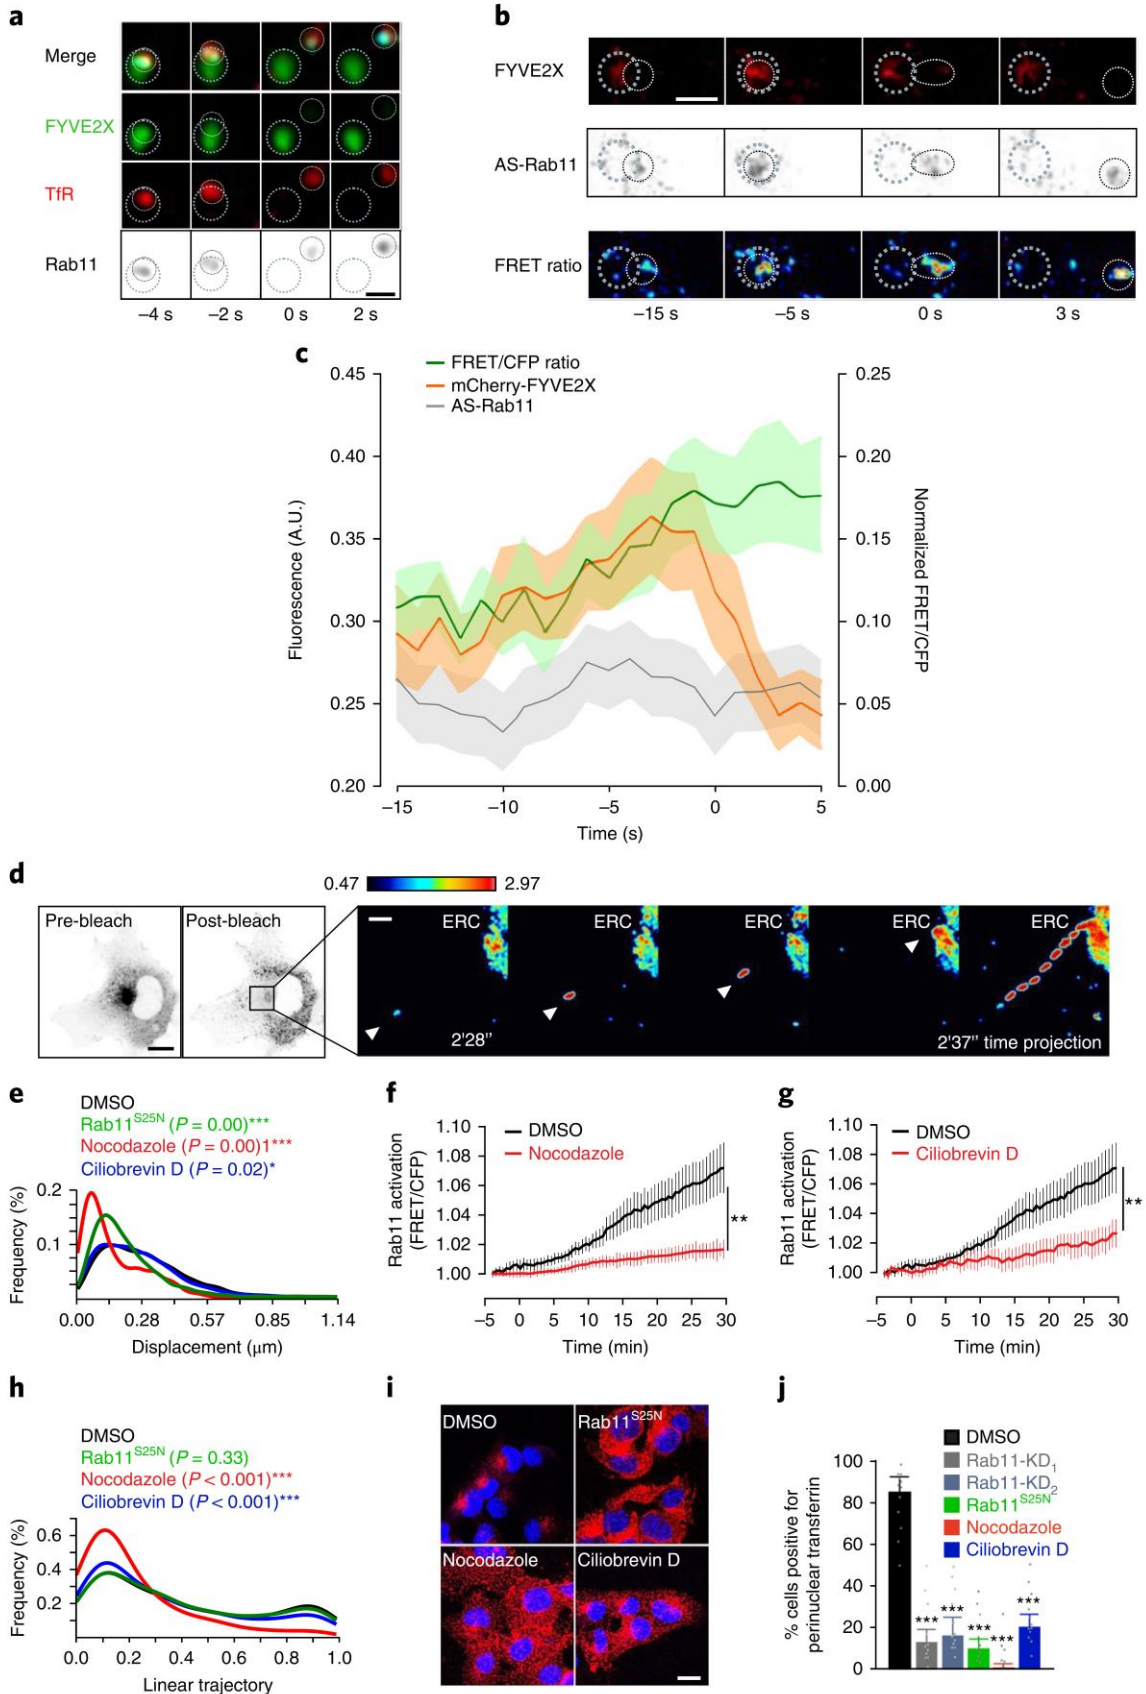 a
Merge
FYVE2X
TfR
Rab11
–4 s –2 s 0 s 2 s
b
FYVE2X
AS-Rab11
FRET ratio
–15 s –5 s 0 s 3 s
c
FRET/CFP ratio
mCherry-FYVE2X
AS-Rab11
0.45
0.40
0.35
0.30
0.25
0.20
Fluorescence (A.U.)
0.25
0.20
0.15
0.10
0.05
0.00
Normalized FRET/CFP
–15 –10 –5 0 5
Time (s)
d
0.47 2.97
Pre-bleach Post-bleach
ERC ERC ERC ERC ERC
2'28'' 2'37'' time projection
e
DMSO
Rab11S25N (P = 0.00)***
Nocodazole (P = 0.00)1***
Ciliobrevin D (P = 0.02)*
0.2
0.1
Frequency (%)
0.00 0.28 0.57 0.85 1.14
Displacement (μm)
f
DMSO
Nocodazole
1.10
1.08
1.06
1.04
1.02
1.00
Rab11 activation
(FRET/CFP)
**
–5 0 5 10 15 20 25 30
Time (min)
g
DMSO
Ciliobrevin D
1.10
1.08
1.06
1.04
1.02
1.00
Rab11 activation
(FRET/CFP)
**
–5 0 5 10 15 20 25 30
Time (min)
h
DMSO
Rab11S25N (P = 0.33)
Nocodazole (P < 0.001)***
Ciliobrevin D (P < 0.001)***
0.6
0.4
0.2
Frequency (%)
0 0.2 0.4 0.6 0.8 1.0
Linear trajectory
i
DMSO Rab11S25N
Nocodazole Ciliobrevin D
j
DMSO
Rab11-KD1
Rab11-KD2
Rab11S25N
Nocodazole
Ciliobrevin D
100
80
60
40
20
0
% cells positive for
perinuclear transferrin
*** *** *** *** ***